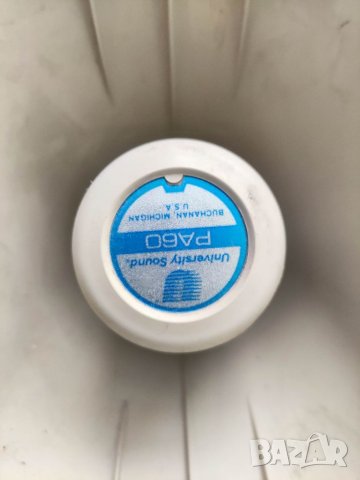 University Sound®
PA60
BUCHANAN, MICHIGAN
U.S.A.
BAZAR